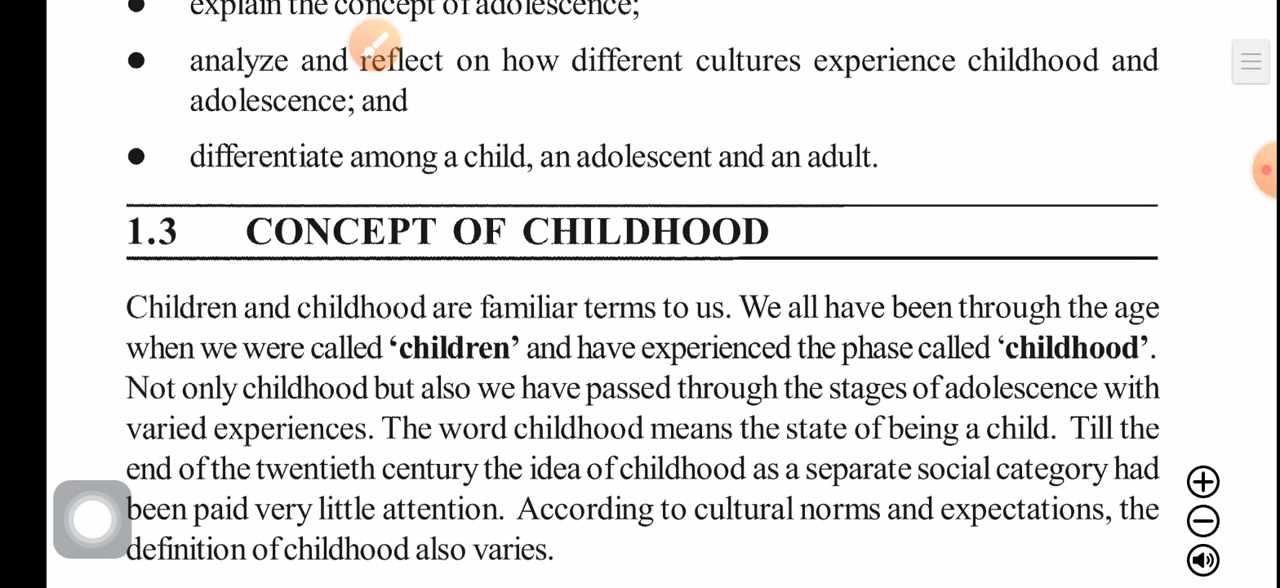 explain the concept of adolescence;
● analyze and reflect on how different cultures experience childhood and
adolescence; and
● differentiate among a child, an adolescent and an adult.
1.3 CONCEPT OF CHILDHOOD
Children and childhood are familiar terms to us. We all have been through the age
when we were called ‘children’ and have experienced the phase called ‘childhood’.
Not only childhood but also we have passed through the stages of adolescence with
varied experiences. The word childhood means the state of being a child. Till the
end of the twentieth century the idea of childhood as a separate social category had
been paid very little attention. According to cultural norms and expectations, the
definition of childhood also varies.